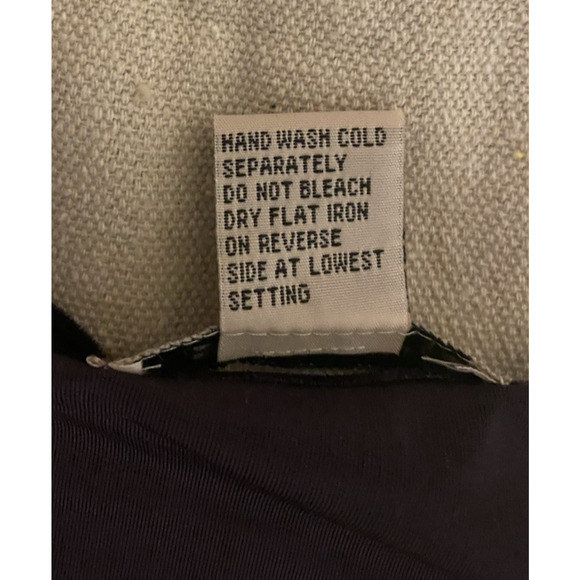 HAND WASH COLD
SEPARATELY
DO NOT BLEACH
DRY FLAT IRON
ON REVERSE
SIDE AT LOWEST
SETTING